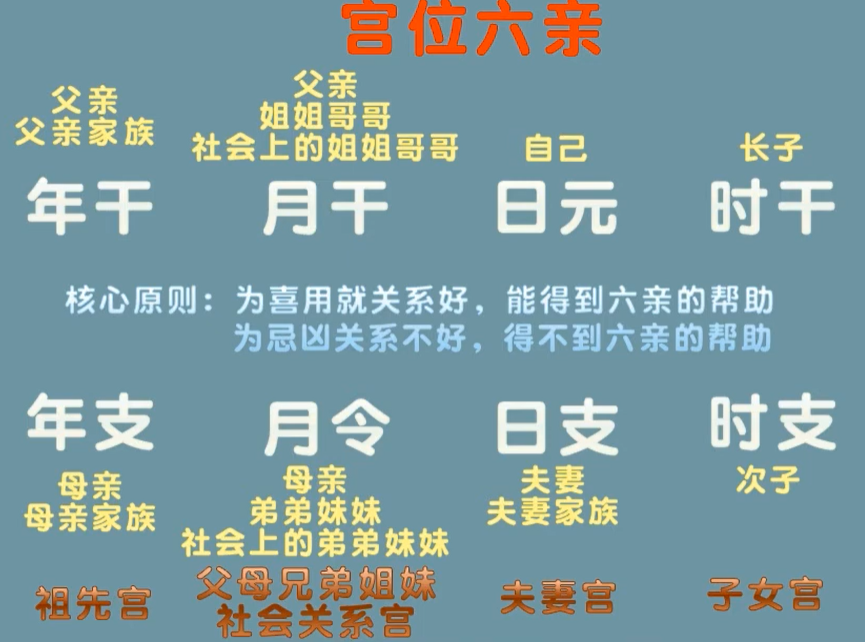 宫位六亲
父亲
父亲家族
父亲
姐姐哥哥
社会上的姐姐哥哥
自己
长子
年干
月干
日元
时干
核心原则：为喜用就关系好，能得到六亲的帮助
为忌凶关系不好，得不到六亲的帮助
年支
月令
日支
时支
母亲
母亲家族
母亲
弟弟妹妹
社会上的弟弟妹妹
夫妻
夫妻家族
次子
祖先宫
父母兄弟姐妹
社会关系宫
夫妻宫
子女宫